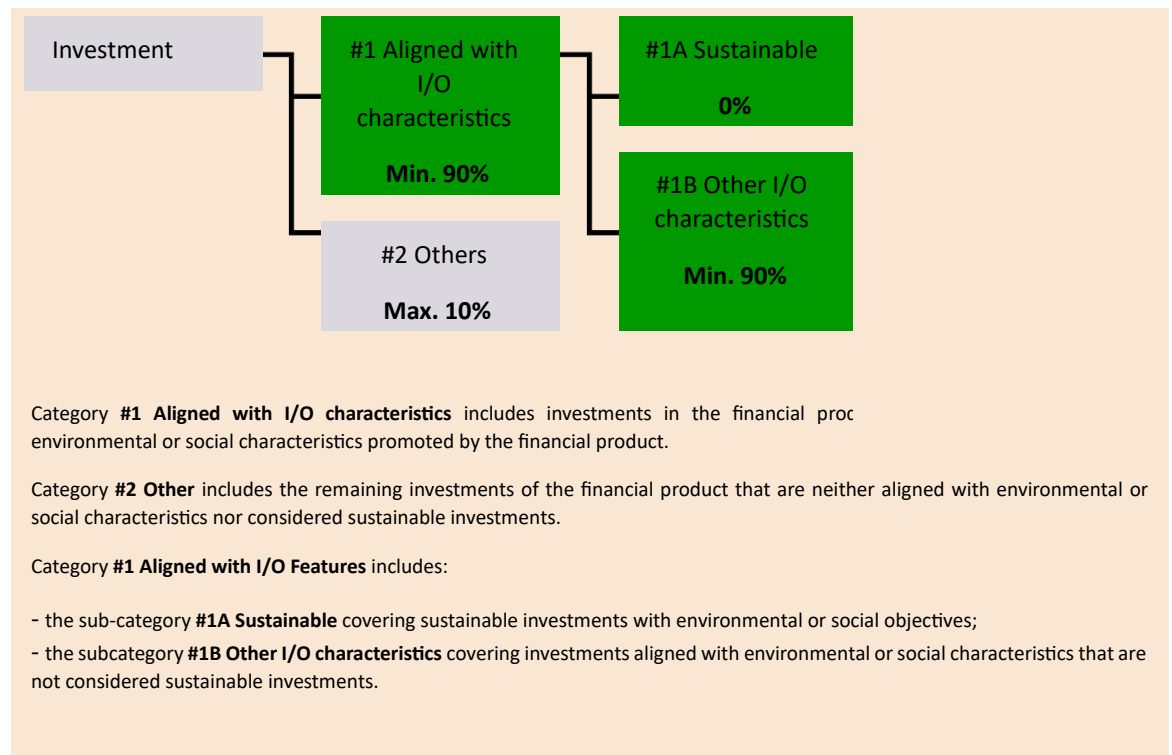 Investment
#1 Aligned with
I/O
characteristics
Min. 90%
#2 Others
Max. 10%
#1A Sustainable
0%
#1B Other I/O
characteristics
Min. 90%
Category #1 Aligned with I/O characteristics includes investments in the financial
environmental or social characteristics promoted by the financial product.
Category #2 Other includes the remaining investments of the financial product that are neither aligned with environmental or
social characteristics nor considered sustainable investments.
Category #1 Aligned with I/O Features includes:
- the sub-category #1A Sustainable covering sustainable investments with environmental or social objectives;
- the subcategory #1B Other I/O characteristics covering investments aligned with environmental or social characteristics that are
not considered sustainable investments.